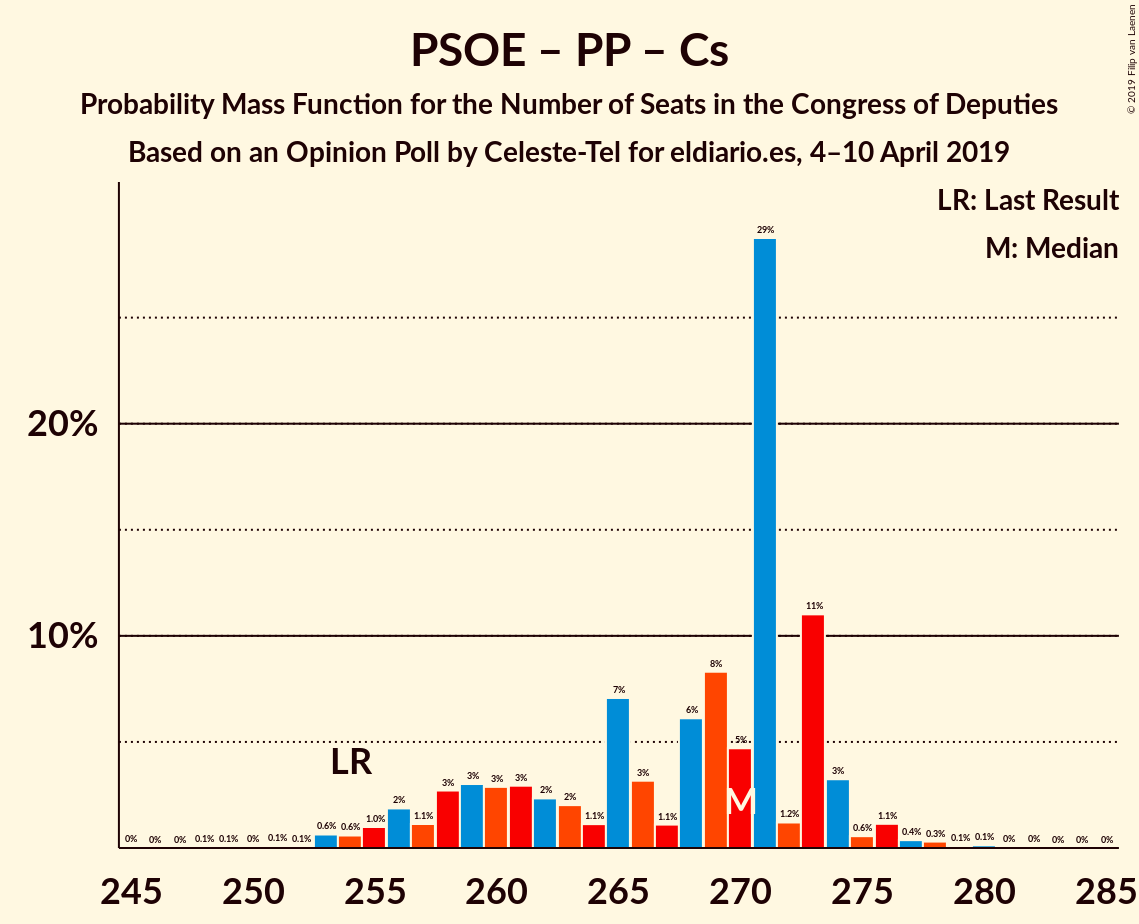 PSOE – PP – Cs
Probability Mass Function for the Number of Seats in the Congress of Deputies
Based on an Opinion Poll by Celeste-Tel for eldiario.es, 4–10 April 2019
© 2019 Filip van Laenen
LR: Last Result
M: Median
20%
10%
LR
M
0% 0% 0% 0.1% 0.1% 0% 0.1% 0.1% 0.6% 0.6% 1.0% 2% 1.1% 3% 3% 3% 3% 2% 2% 1.1% 7% 3% 1.1% 6% 8% 5% 29% 1.2% 11% 3% 0.6% 1.1% 0.4% 0.3% 0.1% 0.1% 0% 0% 0% 0% 0%
245 250 255 260 265 270 275 280 285